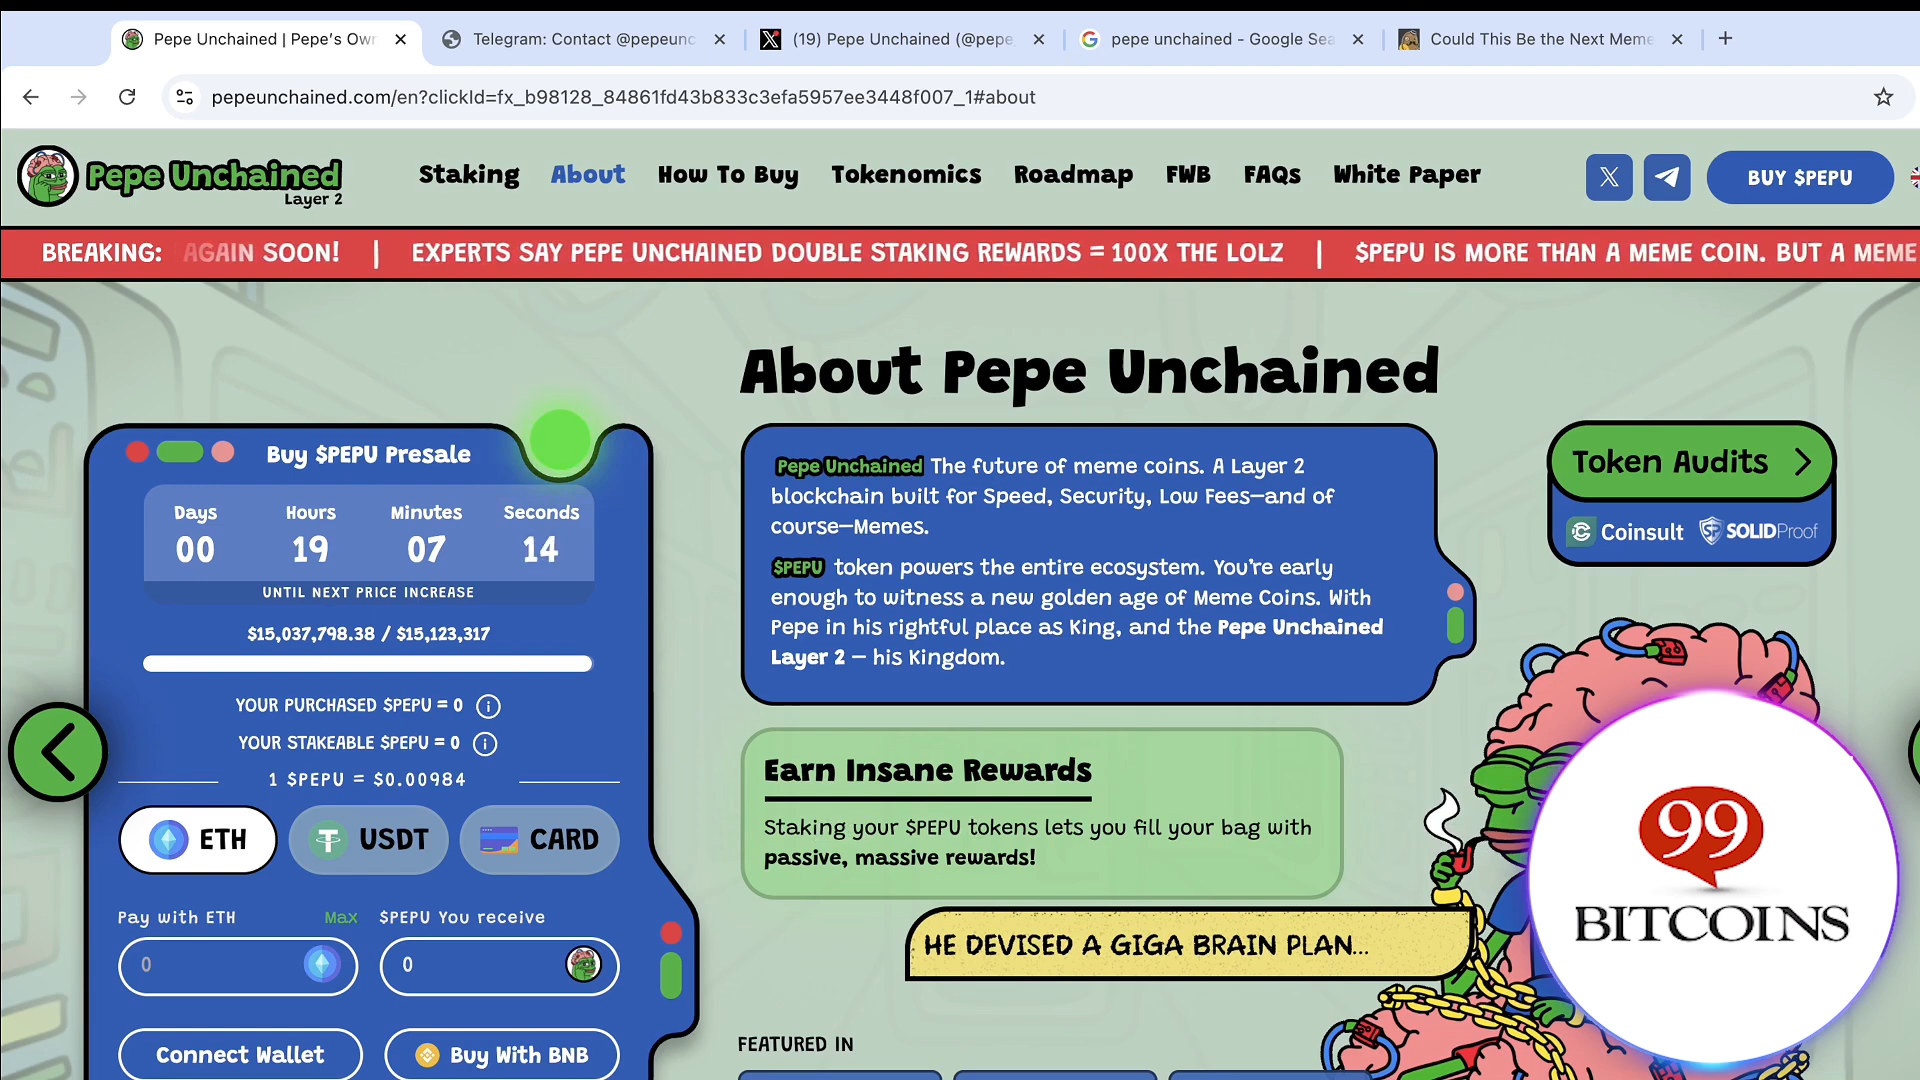 Pepe Unchained | Pepe's Own
Telegram: Contact @pepeunc
(19) Pepe Unchained (@pepe
pepe unchained - Google Sea
Could This Be the Next Meme
pepeunchained.com/en?clickId=fx_b98128_84861fd43b833c3efa5957ee3448f007_1#about
Pepe Unchained
Layer 2
Staking
About
How To Buy
Tokenomics
Roadmap
FWB
FAQs
White Paper
BUY $PEPU
BREAKING: AGAIN SOON! | EXPERTS SAY PEPE UNCHAINED DOUBLE STAKING REWARDS = 100X THE LOLZ | $PEPU IS MORE THAN A MEME COIN. BUT A MEME
About Pepe Unchained
Buy $PEPU Presale
Days Hours Minutes Seconds
00 19 07 14
UNTIL NEXT PRICE INCREASE
$15,037,798.38 / $15,123,317
YOUR PURCHASED $PEPU = 0
YOUR STAKEABLE $PEPU = 0
1 $PEPU = $0.00984
ETH
USDT
CARD
Pay with ETH Max
$PEPU You receive
0
0
Connect Wallet
Buy With BNB
Pepe Unchained The future of meme coins. A Layer 2
blockchain built for Speed, Security, Low Fees—and of
course—Memes.
$PEPU token powers the entire ecosystem. You're early
enough to witness a new golden age of Meme Coins. With
Pepe in his rightful place as King, and the Pepe Unchained
Layer 2 – his Kingdom.
Token Audits
Coinsult SOLIDProof
Earn Insane Rewards
Staking your $PEPU tokens lets you fill your bag with
passive, massive rewards!
HE DEVISED A GIGA BRAIN PLAN...
FEATURED IN
99
BITCOINS